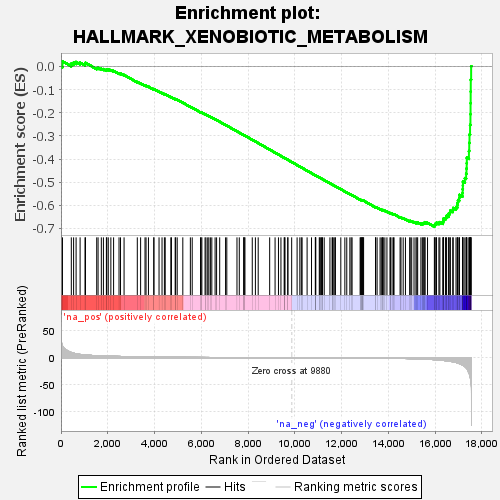 Enrichment plot:
HALLMARK_XENOBIOTIC_METABOLISM
Enrichment score (ES)
0.0
-0.1
-0.2
-0.3
-0.4
-0.5
-0.6
-0.7
'na_pos' (positively correlated)
Ranked list metric (PreRanked)
50
0
-50
-100
Zero cross at 9880
'na_neg' (negatively correlated)
0
2,000
4,000
6,000
8,000
10,000
12,000
14,000
16,000
18,000
Rank in Ordered Dataset
Enrichment profile
Hits
Ranking metric scores